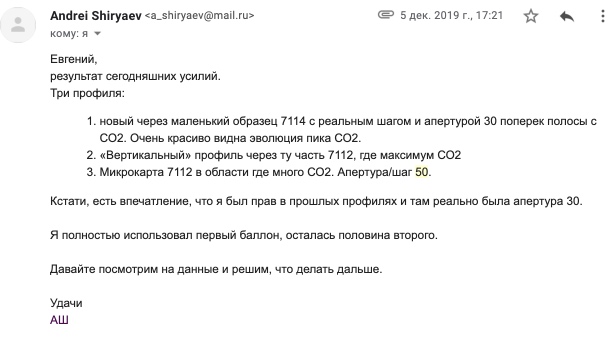 Andrei Shiryaev <a_shiryaev@mail.ru>
5 дек. 2019 г., 17:21
кому: я
Евгений,
результат сегодняшних усилий.
Три профиля:
1. новый через маленький образец 7114 с реальным шагом и апертурой 30 поперек полосы с
СО2. Очень красиво видна эволюция пика СО2.
2. «Вертикальный» профиль через ту часть 7112, где максимум СО2
3. Микрокарта 7112 в области где много СО2. Апертура/шаг 50.
Кстати, есть впечатление, что я был прав в прошлых профилях и там реально была апертура 30.
Я полностью использовал первый баллон, осталась половина второго.
Давайте посмотрим на данные и решим, что делать дальше.
Удачи
АШ